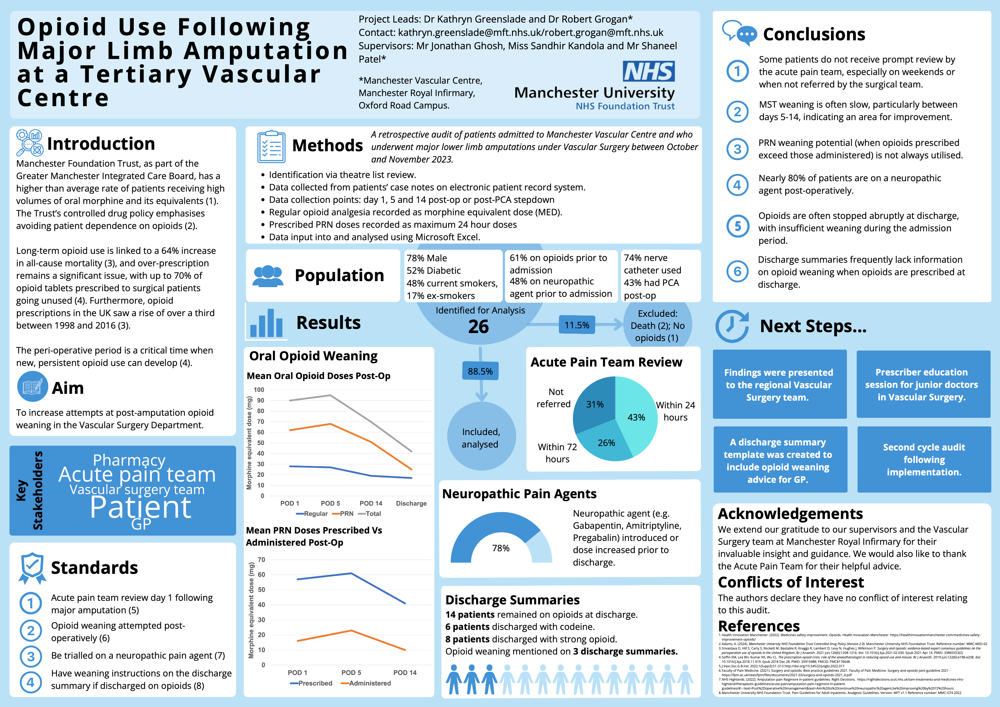 Opioid Use Following
Major Limb Amputation
at a Tertiary Vascular
Centre
Project Leads: Dr Kathryn Greenslade and Dr Robert Grogan*
Contact: kathryn.greenslade@mft.nhs.uk/robert.grogan@mft.nhs.uk
Supervisors: Mr Jonathan Ghosh, Miss Sandhir Kandola and Mr Shaneel
Patel*
*Manchester Vascular Centre,
Manchester Royal Infirmary,
Oxford Road Campus.
NHS
Manchester University
NHS Foundation Trust
Introduction
Manchester Foundation Trust, as part of the
Greater Manchester Integrated Care Board, has a
higher than average rate of patients receiving high
volumes of oral morphine and its equivalents (1).
The Trust's controlled drug policy emphasises
avoiding patient dependence on opioids (2).
Long-term opioid use is linked to a 64% increase
in all-cause mortality (3), and over-prescription
remains a significant issue, with up to 70% of
opioid tablets prescribed to surgical patients
going unused (4). Furthermore, opioid
prescriptions in the UK saw a rise of over a third
between 1998 and 2016 (3).
The peri-operative period is a critical time when
new, persistent opioid use can develop (4).
Aim
To increase attempts at post-amputation opioid
weaning in the Vascular Surgery Department.
Key
Stakeholders
Pharmacy
Acute pain team
Vascular surgery team
Patient
GP
Standards
1
Acute pain team review day 1 following
major amputation (5)
2
Opioid weaning attempted post-
operatively (6)
3
Be trialled on a neuropathic pain agent (7)
4
Have weaning instructions on the discharge
summary if discharged on opioids (8)
Methods
A retrospective audit of patients admitted to Manchester Vascular Centre and who
underwent major lower limb amputations under Vascular Surgery between October
and November 2023.
• Identification via theatre list review.
• Data collected from patients' case notes on electronic patient record system.
• Data collection points: day 1, 5 and 14 post-op or post-PCA stepdown
• Regular opioid analgesia recorded as morphine equivalent dose (MED).
• Prescribed PRN doses recorded as maximum 24 hour doses
• Data input into and analysed using Microsoft Excel.
Population
78% Male
52% Diabetic
48% current smokers,
17% ex-smokers
61% on opioids prior to
admission
48% on neuropathic
agent prior to admission
74% nerve
catheter used
43% had PCA
post-op
Results
Identified for Analysis
26
11.5%
Excluded:
Death (2); No
opioids (1)
88.5%
Included,
analysed
Oral Opioid Weaning
Mean Oral Opioid Doses Post-Op
Morphine equivalent dose (mg)
100
90
80
70
60
50
40
30
20
10
0
POD 1 POD 5 POD 14 Discharge
Regular PRN Total
Mean PRN Doses Prescribed Vs
Administered Post-Op
Morphine equivalent dose (mg)
70
60
50
40
30
20
10
0
POD 1 POD 5 POD 14
Prescribed Administered
Acute Pain Team Review
Not
referred
31%
Within 24
hours
43%
Within 72
hours
26%
Neuropathic Pain Agents
78%
Neuropathic agent (e.g.
Gabapentin, Amitriptyline,
Pregabalin) introduced or
dose increased prior to
discharge.
Discharge Summaries
14 patients remained on opioids at discharge.
6 patients discharged with codeine.
8 patients discharged with strong opioid.
Opioid weaning mentioned on 3 discharge summaries.
Conclusions
1
Some patients do not receive prompt review by
the acute pain team, especially on weekends or
when not referred by the surgical team.
2
MST weaning is often slow, particularly between
days 5-14, indicating an area for improvement.
3
PRN weaning potential (when opioids prescribed
exceed those administered) is not always utilised.
4
Nearly 80% of patients are on a neuropathic
agent post-operatively.
5
Opioids are often stopped abruptly at discharge,
with insufficient weaning during the admission
period.
6
Discharge summaries frequently lack information
on opioid weaning when opioids are prescribed at
discharge.
Next Steps...
Findings were presented
to the regional Vascular
Surgery team.
Prescriber education
session for junior doctors
in Vascular Surgery.
A discharge summary
template was created to
include opioid weaning
advice for GP.
Second cycle audit
following
implementation.
Acknowledgements
We extend our gratitude to our supervisors and the Vascular
Surgery team at Manchester Royal Infirmary for their
invaluable insight and guidance. We would also like to thank
the Acute Pain Team for their helpful advice.
Conflicts of Interest
The authors declare they have no conflict of interest relating
to this audit.
References
1. Health Innovation Manchester. (2022). Medicines safety improvement: Opioids. Health Innovation Manchester. https://healthinnovationmanchester.com/medicines-safety-
improvement-opioids/
2. Adams, A. (2024). Manchester University NHS Foundation Trust Controlled Drug Policy (Version 2.0). Manchester University NHS Foundation Trust. Reference number: MMC-MED-02
3. Srivastava D, Hill S, Carty S, Rockett M, Bastable R, Knaggs R, Lambert D, Levy N, Hughes J, Wilkinson P. Surgery and opioids: evidence-based expert consensus guidelines on the
perioperative use of opioids in the United Kingdom. Br J Anaesth. 2021 Jun;126(6):1208-1216. doi: 10.1016/j.bja.2021.02.030. Epub 2021 Apr 14. PMID: 33865553(2)
4. Soffin EM, Lee BH, Kumar KK, Wu CL. The prescription opioid crisis: role of the anaesthesiologist in reducing opioid use and misuse. Br J Anaesth. 2019 Jun;122(6):e198-e208. doi:
10.1016/j.bja.2018.11.019. Epub 2018 Dec 28. PMID: 30915988; PMCID: PMC8176648.
5. J.Vasc.Soc.G.B.Irel. 2022;1(Supp3):S1–S13 http://doi.org/10.54522/jvsgbi.2022.017
6. Faculty of Pain Medicine. (2021). Surgery and opioids: Best practice guidelines 2021. Faculty of Pain Medicine. Surgery and opioids joint guideline 2021 -
https://fpm.ac.uk/sites/fpm/files/documents/2021-03/surgery-and-opioids-2021_4.pdf
7. NHS Highlands. (2022). Amputation pain Raigmore in-patient guidelines. Right Decisions. https://rightdecisions.scot.nhs.uk/tam-treatments-and-medicines-nhs-
highland/therapeutic-guidelines/acute-pain/amputation-pain-raigmore-in-patient-
guidelines/#:~:text=Post%2Doperative%20management&text=Aim%20to%20continue%20neuropathic%20agent,be%20improving%20by%2072%20hours
8. Manchester University NHS Foundation Trust. Pain Guidelines for Adult Inpatients- Analgesic Guidelines. Version: MFT v1.1 Reference number: MMC-G74 2022